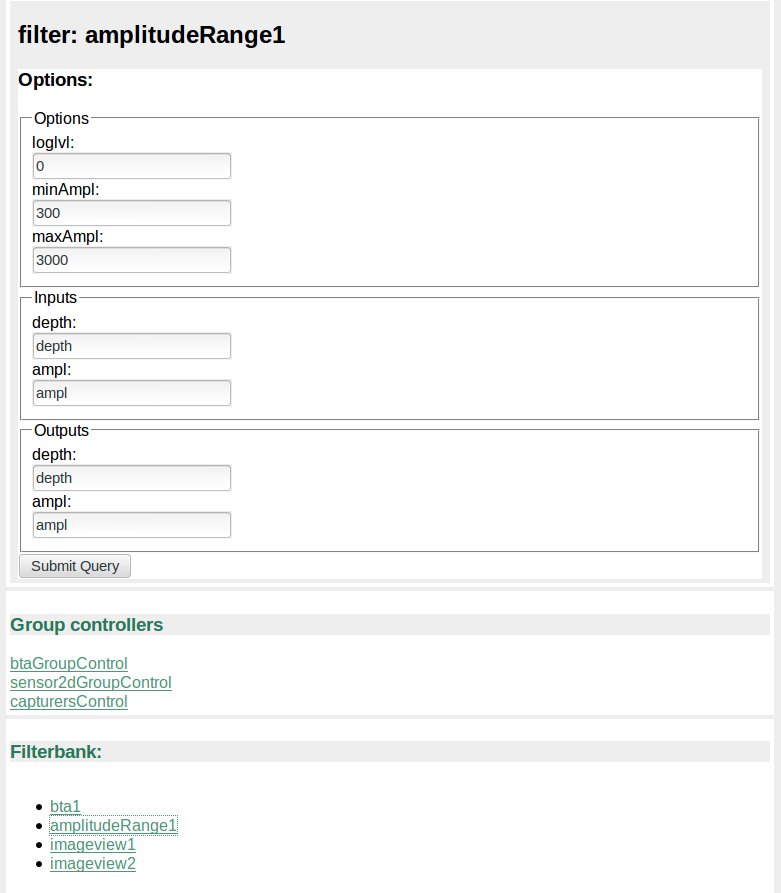 filter: amplitudeRange1
Options:
Options
loglvl:
0
minAmpl:
300
maxAmpl:
3000
Inputs
depth:
depth
ampl:
ampl
Outputs
depth:
depth
ampl:
ampl
Submit Query
Group controllers
btaGroupControl
sensor2dGroupControl
capturersControl
Filterbank:
bta1
amplitudeRange1
imageview1
imageview2